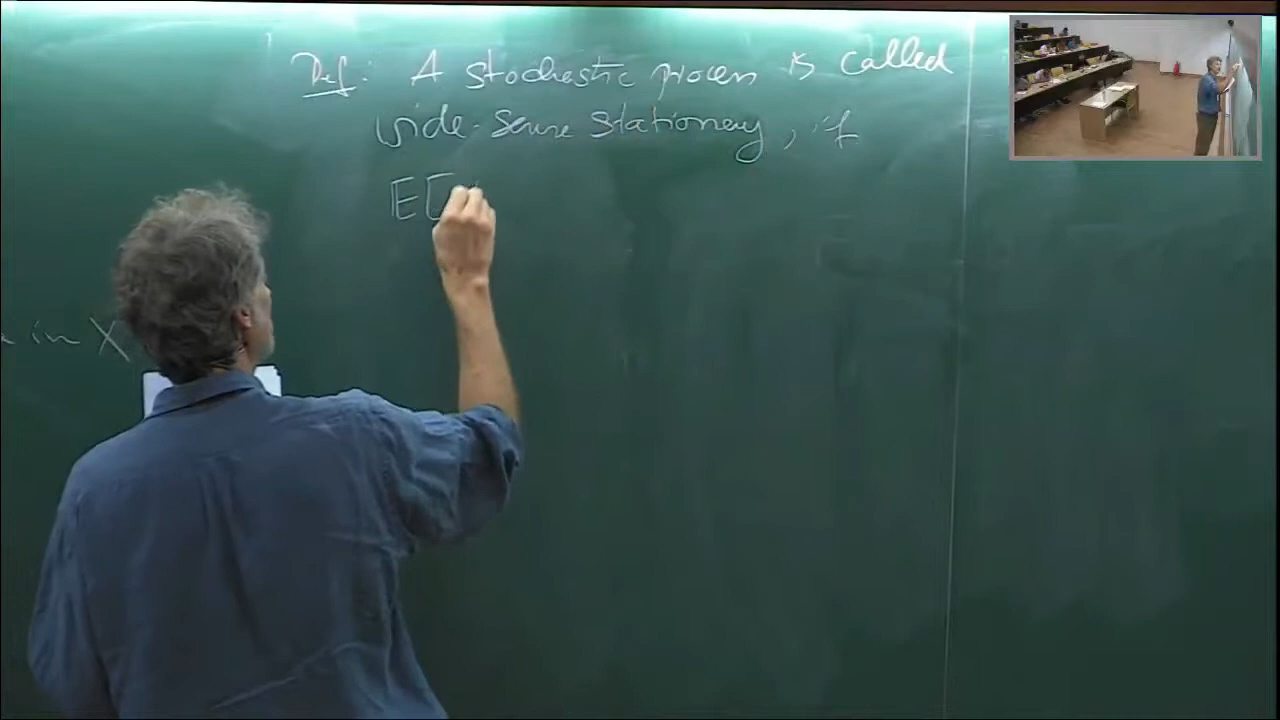 Def: A stochastic process is called
wide-sense stationary, if
E[
in X